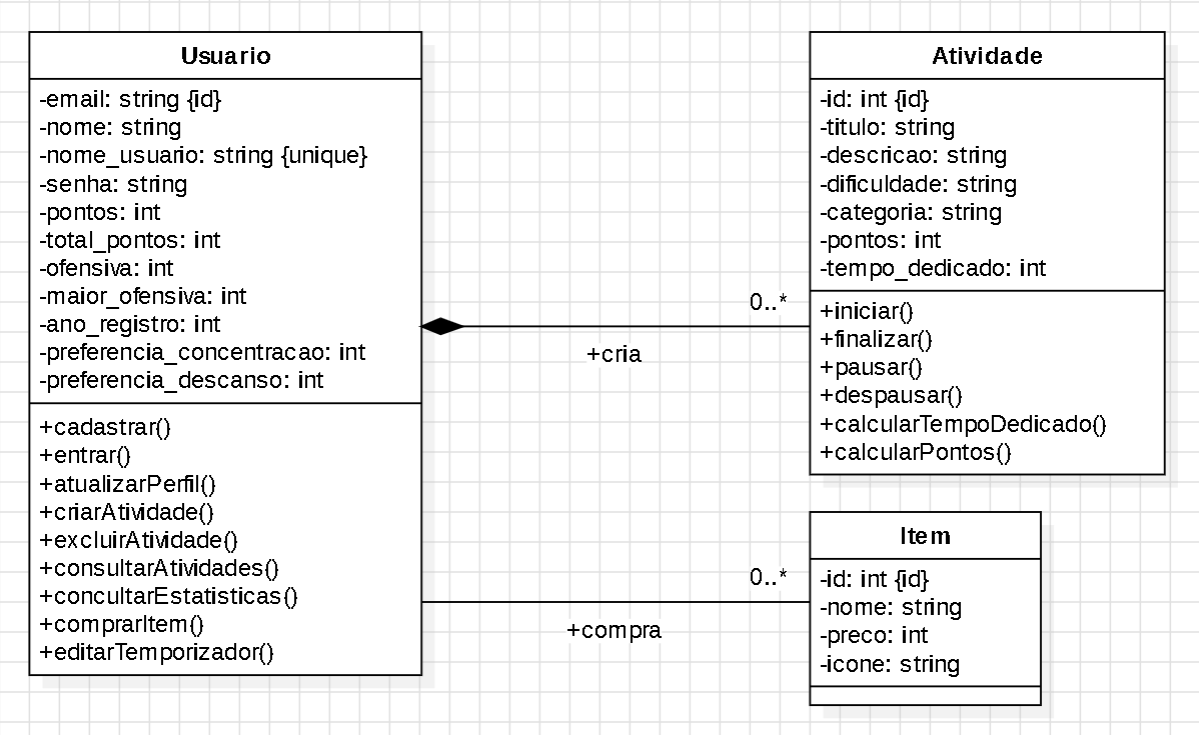 Usuario
-email: string {id}
-nome: string
-nome_usuario: string {unique}
-senha: string
-pontos: int
-total_pontos: int
-ofensiva: int
-maior_ofensiva: int
-ano_registro: int
-preferencia_concentracao: int
-preferencia_descanso: int
+cadastrar()
+entrar()
+atualizarPerfil()
+criarAtividade()
+excluirAtividade()
+consultarAtividades()
+concultarEstatisticas()
+comprarItem()
+editarTemporizador()
0..*
+cria
0..*
+compra
Atividade
-id: int {id}
-titulo: string
-descricao: string
-dificuldade: string
-categoria: string
-pontos: int
-tempo_dedicado: int
+iniciar()
+finalizar()
+pausar()
+despausar()
+calcularTempoDedicado()
+calcularPontos()
Item
-id: int {id}
-nome: string
-preco: int
-icone: string